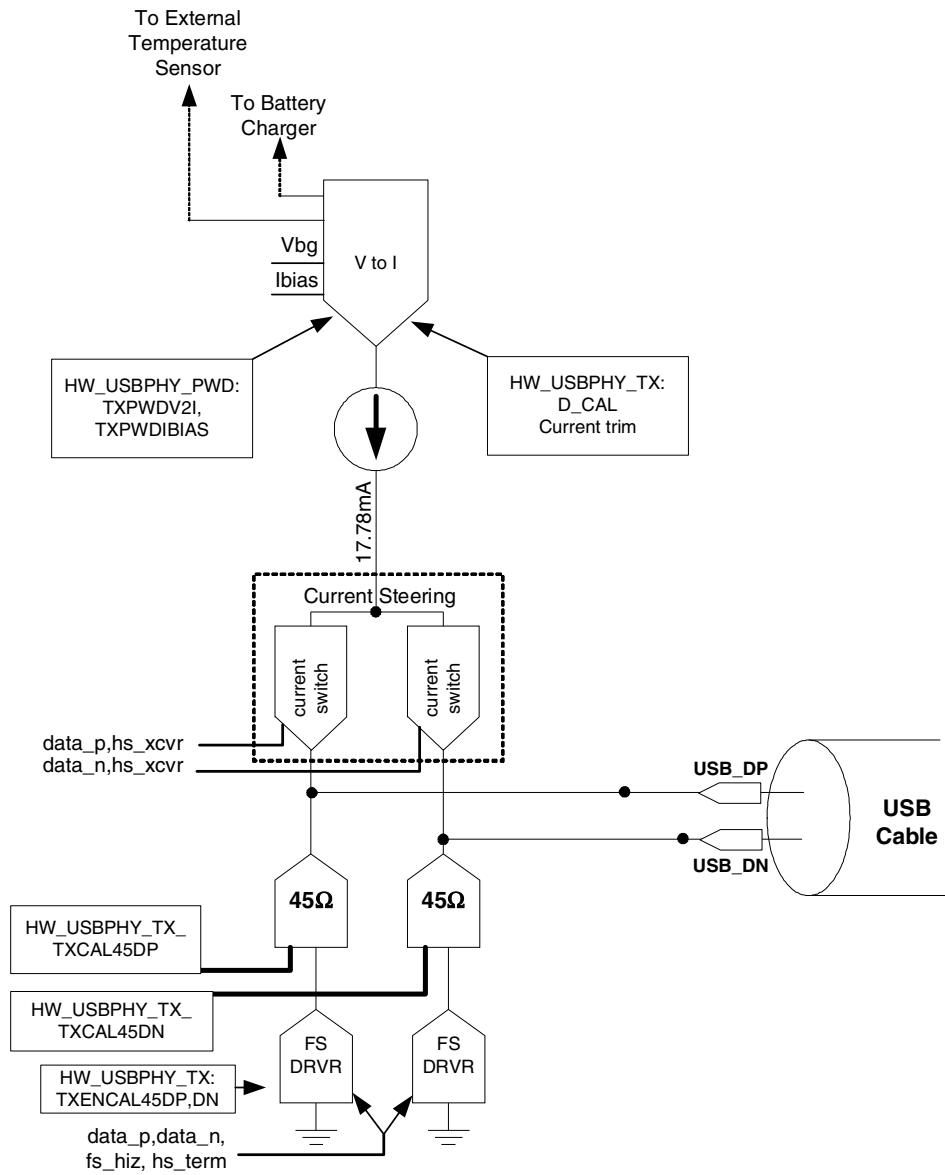 To External
Temperature
Sensor
To Battery
Charger
Vbg
Ibias
V to I
HW_USBPHY_PWD:
TXPWDV2I,
TXPWDIBIAS
HW_USBPHY_TX:
D_CAL
Current trim
17.78mA
Current Steering
current
switch
current
switch
data_p,hs_xcvr
data_n,hs_xcvr
USB_DP
USB_DN
USB
Cable
45Ω
45Ω
HW_USBPHY_TX_
TXCAL45DP
HW_USBPHY_TX_
TXCAL45DN
FS
DRVR
FS
DRVR
HW_USBPHY_TX:
TXENCAL45DP,DN
data_p,data_n,
fs_hiz, hs_term